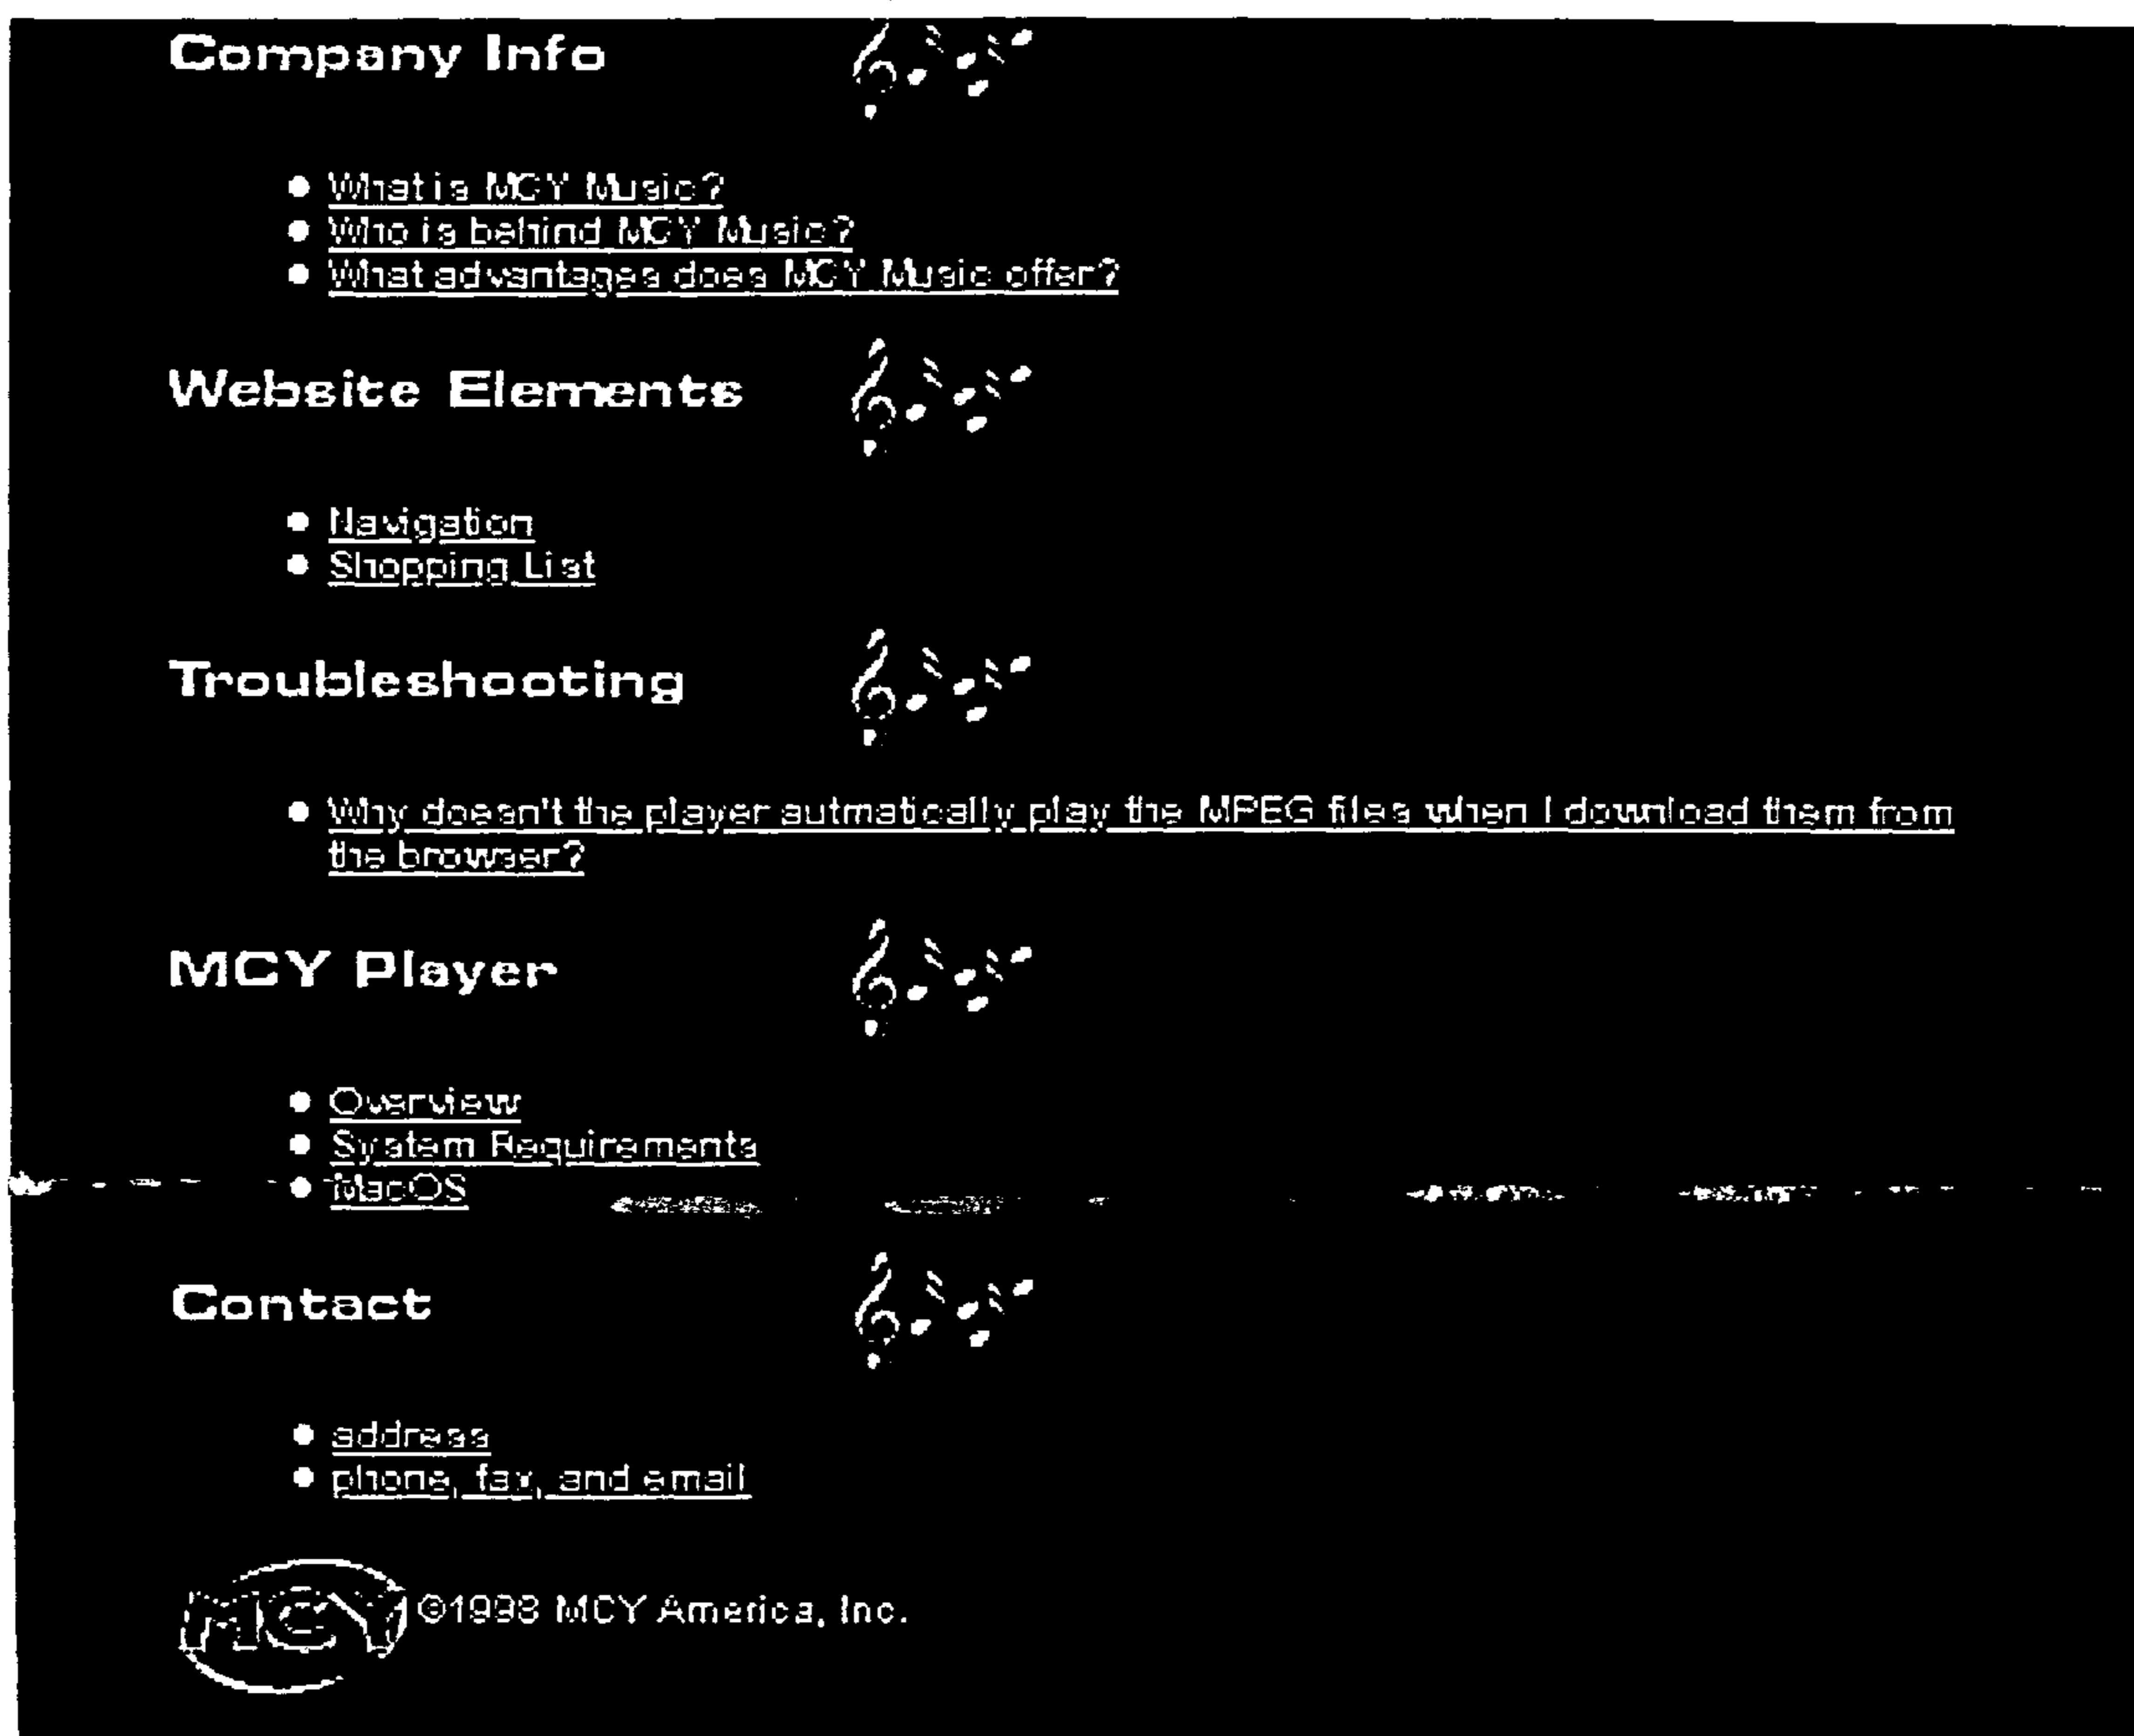 Company Info
What is MCY Music?
Who is behind MCY Music?
What advantages does MCY Music offer?
Website Elements
Navigation
Shopping List
Troubleshooting
Why doesn't the player autmatically play the MPEG files when I download them from
the browser?
MCY Player
Overview
System Requirements
MacOS
Contact
address
phone, fax, and email
MCY ©1998 MCY America, Inc.